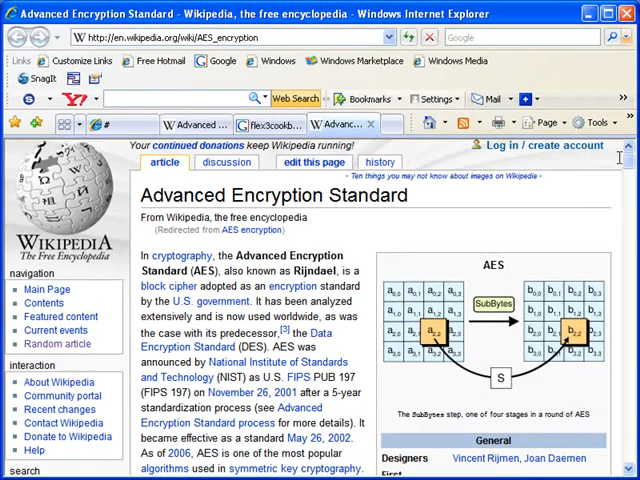 Advanced Encryption Standard - Wikipedia, the free encyclopedia - Windows Internet Explorer
http://en.wikipedia.org/wiki/AES_encryption
Google
Links Customize Links Free Hotmail Google Windows Windows Marketplace Windows Media
SnagIt
Y! Web Search Bookmarks Settings Mail »
# Advanced ... flex3cookb... Advanc... Page Tools »
Your continued donations keep Wikipedia running! Log in / create account
article discussion edit this page history
- Ten things you may not know about images on Wikipedia -
WIKIPEDIA
The Free Encyclopedia
navigation
Main Page
Contents
Featured content
Current events
Random article
interaction
About Wikipedia
Community portal
Recent changes
Contact Wikipedia
Donate to Wikipedia
Help
search
Advanced Encryption Standard
From Wikipedia, the free encyclopedia
(Redirected from AES encryption)
In cryptography, the Advanced Encryption
Standard (AES), also known as Rijndael, is a
block cipher adopted as an encryption standard
by the U.S. government. It has been analyzed
extensively and is now used worldwide, as was
the case with its predecessor,[3] the Data
Encryption Standard (DES). AES was
announced by National Institute of Standards
and Technology (NIST) as U.S. FIPS PUB 197
(FIPS 197) on November 26, 2001 after a 5-year
standardization process (see Advanced
Encryption Standard process for more details). It
became effective as a standard May 26, 2002.
As of 2006, AES is one of the most popular
algorithms used in symmetric key cryptography.
AES
SubBytes
a2,2
b2,2
S
The SubBytes step, one of four stages in a round of AES
General
Designers Vincent Rijmen, Joan Daemen
First